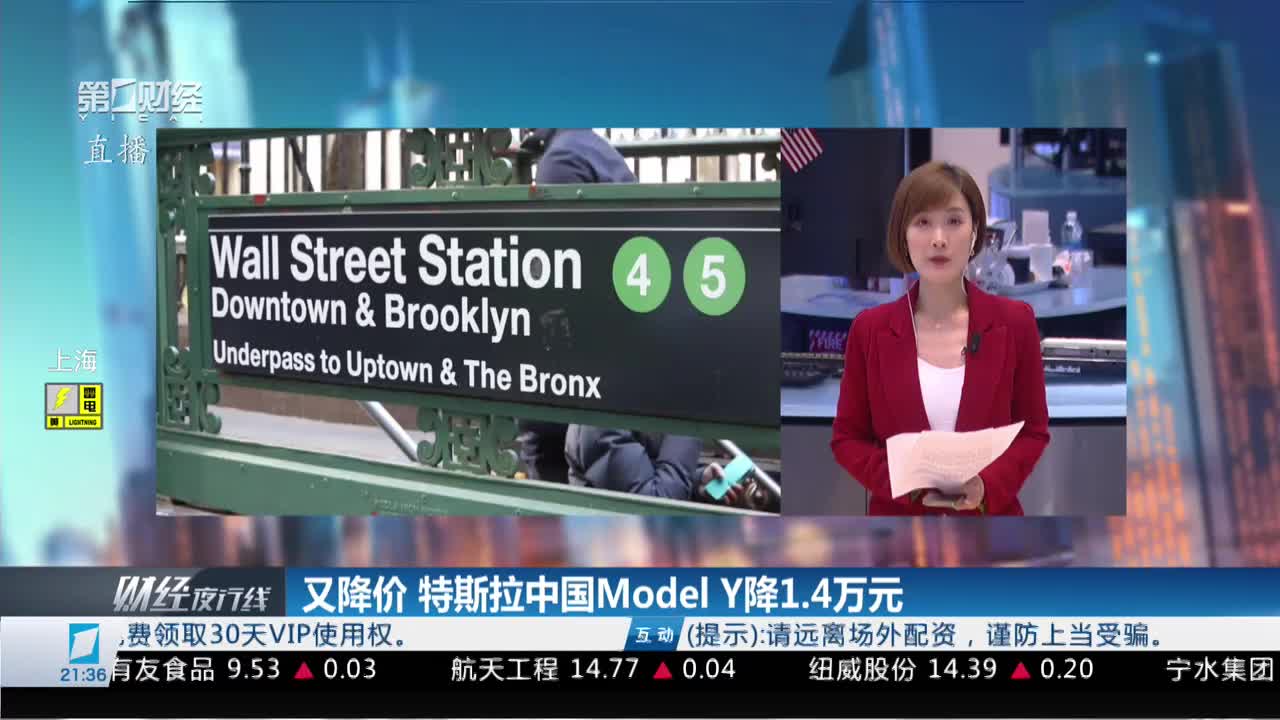 第一财经
YICAI
直播
Wall Street Station 4 5
Downtown & Brooklyn
Underpass to Uptown & The Bronx
上海
雷电
黄 LIGHTNING
财经夜行线
又降价 特斯拉中国Model Y降1.4万元
费领取30天VIP使用权。
互动 (提示):请远离场外配资，谨防上当受骗。
21:36
有友食品 9.53 ▲ 0.03 航天工程 14.77 ▲ 0.04 纽威股份 14.39 ▲ 0.20 宁水集团